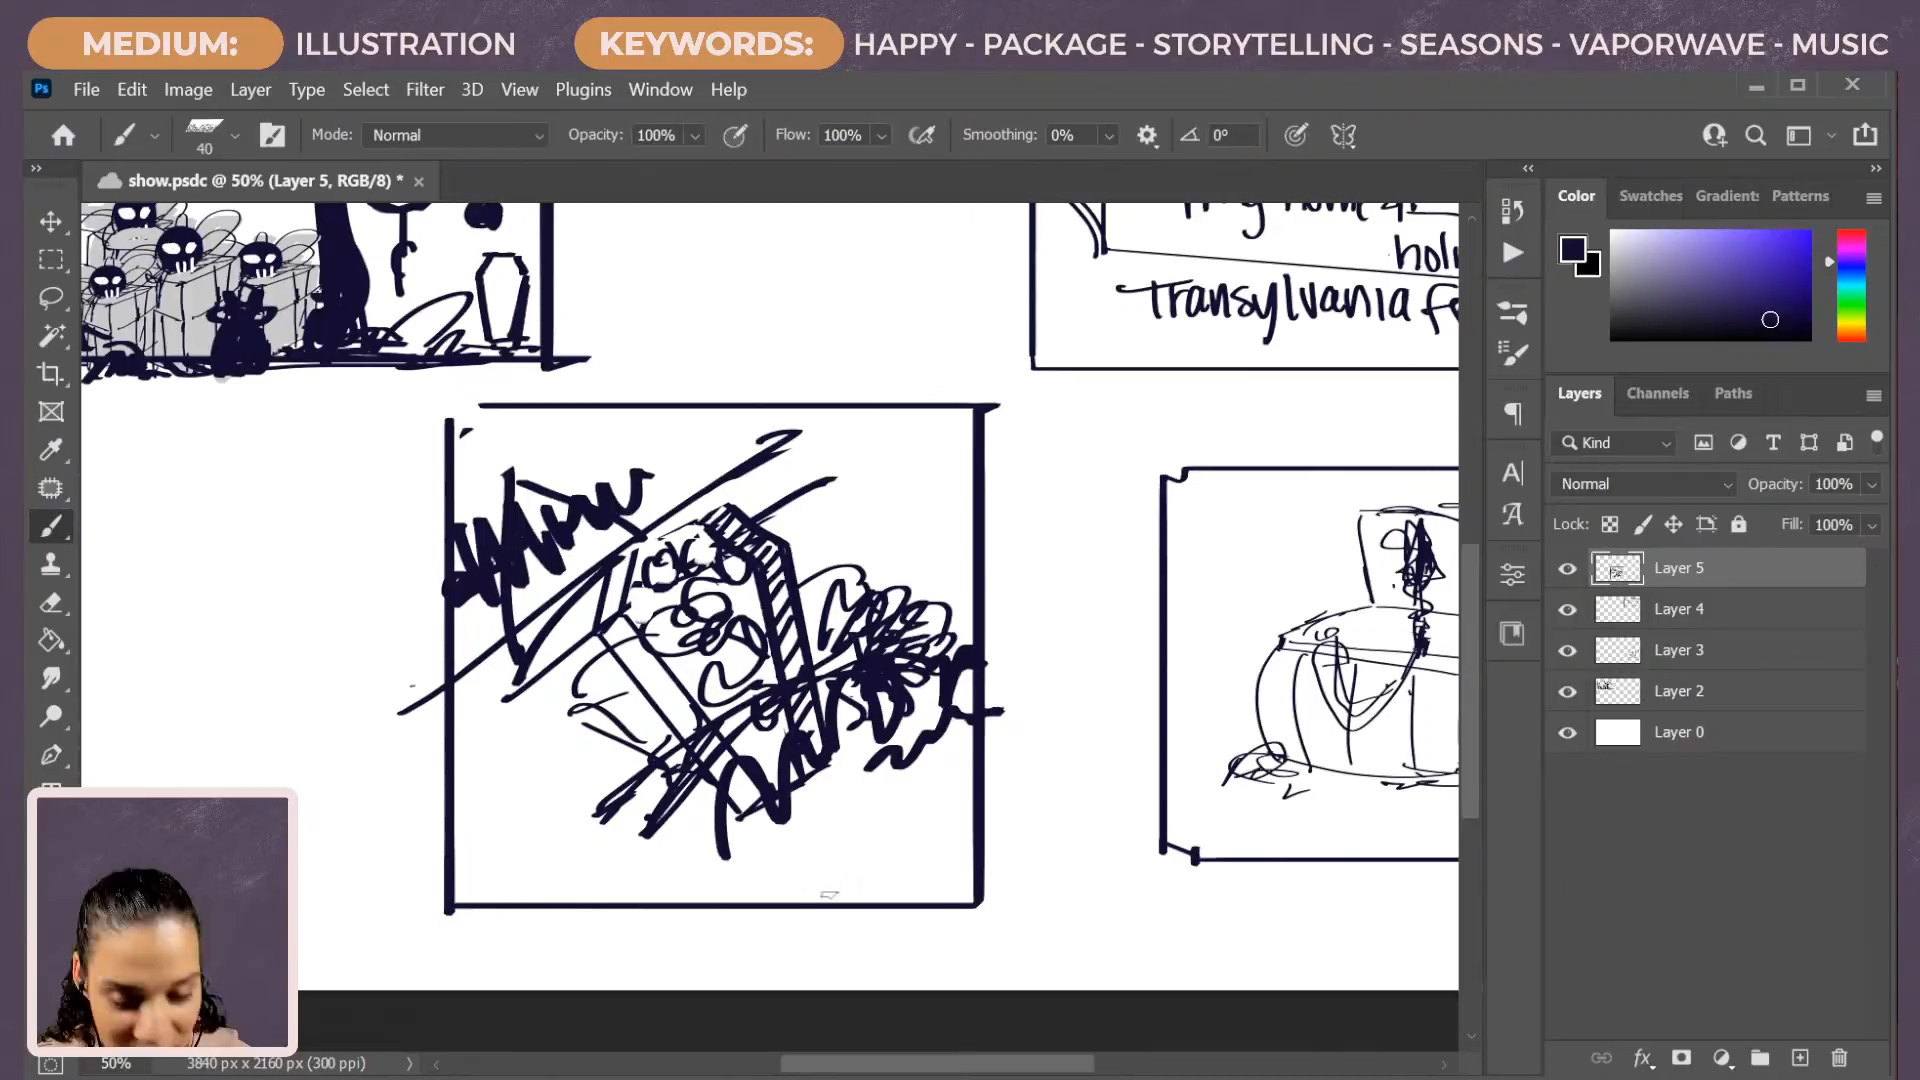 MEDIUM: ILLUSTRATION KEYWORDS: HAPPY - PACKAGE - STORYTELLING - SEASONS - VAPORWAVE - MUSIC
Ps File Edit Image Layer Type Select Filter 3D View Plugins Window Help
40 Mode: Normal Opacity: 100% Flow: 100% Smoothing: 0% 0°
show.psdc @ 50% (Layer 5, RGB/8) *
Color Swatches Gradients Patterns
Transylvania
Layers Channels Paths
Kind
Normal Opacity: 100%
Lock: Fill: 100%
Layer 5
Layer 4
Layer 3
Layer 2
Layer 0
50% 3840 px x 2160 px (300 ppi)
fx